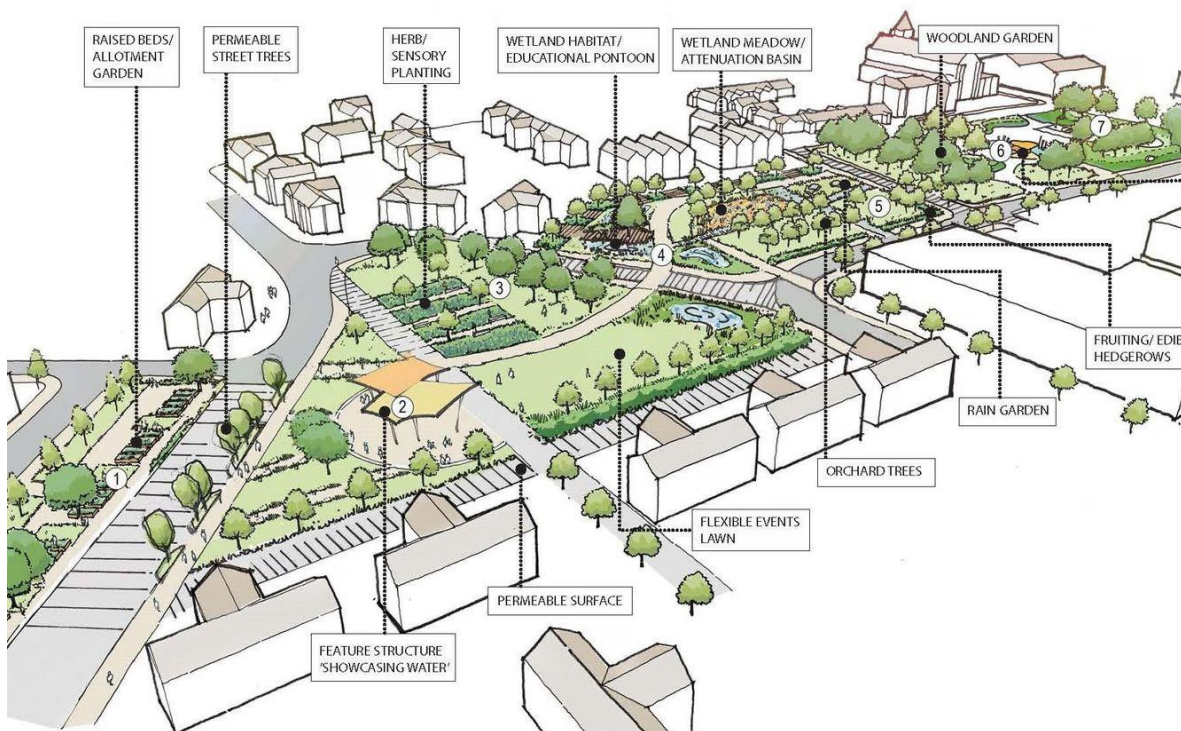 RAISED BEDS/
ALLOTMENT
GARDEN
PERMEABLE
STREET TREES
HERB/
SENSORY
PLANTING
WETLAND HABITAT/
EDUCATIONAL PONTOON
WETLAND MEADOW/
ATTENUATION BASIN
WOODLAND GARDEN
7
6
5
4
3
2
1
FRUITING/ EDIB
HEDGEROWS
RAIN GARDEN
ORCHARD TREES
FLEXIBLE EVENTS
LAWN
PERMEABLE SURFACE
FEATURE STRUCTURE
'SHOWCASING WATER'